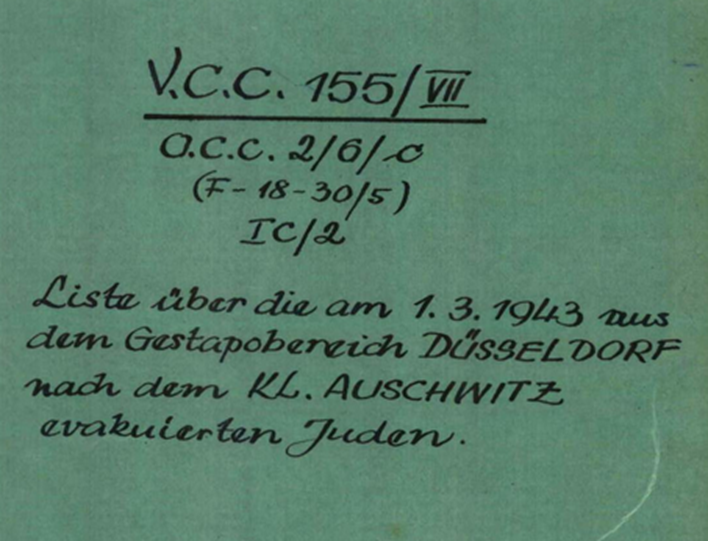 V.C.C. 155/VII
O.C.C. 2/6/c
(F-18-30/5)
IC/2
Liste über die am 1. 3. 1943 aus
dem Gestapobereich DÜSSELDORF
nach dem KL. AUSCHWITZ
evakuierten Juden.